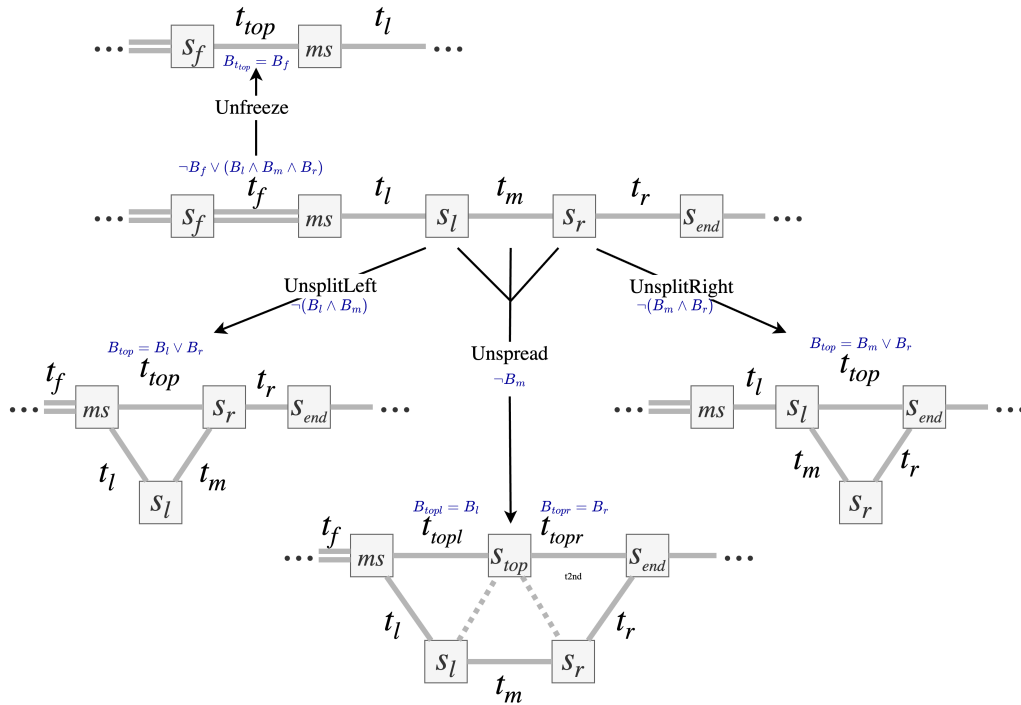 ... s_f t_top ms t_l ...
B_{t_top} = B_f
Unfreeze
¬B_f ∨ (B_l ∧ B_m ∧ B_r)
... s_f t_f ms t_l s_l t_m s_r t_r s_end ...
UnsplitLeft
¬(B_l ∧ B_m)
UnsplitRight
¬(B_m ∧ B_r)
Unspread
¬B_m
B_top = B_l ∨ B_r
... t_f ms t_top s_r t_r s_end ...
t_l t_m
s_l
B_top = B_m ∨ B_r
... ms t_l s_l t_top s_end ...
t_m t_r
s_r
B_topl = B_l B_topr = B_r
... t_f ms t_topl s_top t_topr s_end ...
t2nd
t_l t_r
s_l t_m s_r